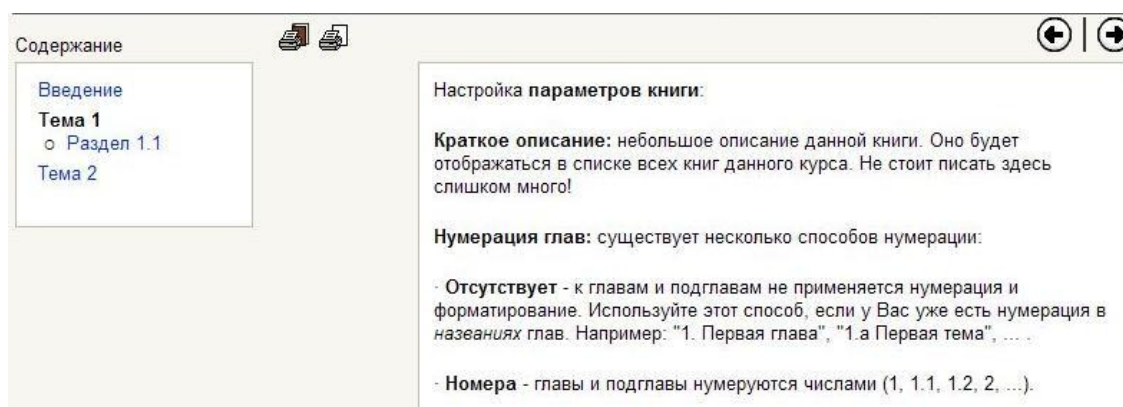 Содержание
Введение
Тема 1
o Раздел 1.1
Тема 2
Настройка параметров книги:
Краткое описание: небольшое описание данной книги. Оно будет
отображаться в списке всех книг данного курса. Не стоит писать здесь
слишком много!
Нумерация глав: существует несколько способов нумерации:
· Отсутствует - к главам и подглавам не применяется нумерация и
форматирование. Используйте этот способ, если у Вас уже есть нумерация в
названиях глав. Например: "1. Первая глава", "1.а Первая тема", ... .
· Номера - главы и подглавы нумеруются числами (1, 1.1, 1.2, 2, ...).